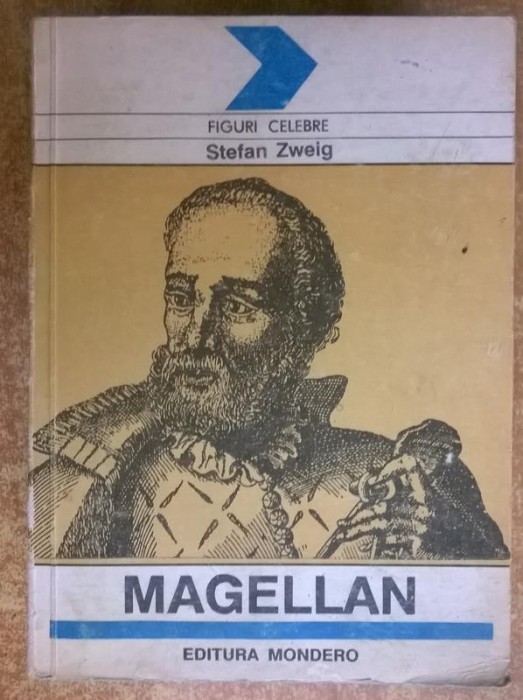 FIGURI CELEBRE
Stefan Zweig
MAGELLAN
EDITURA MONDERO